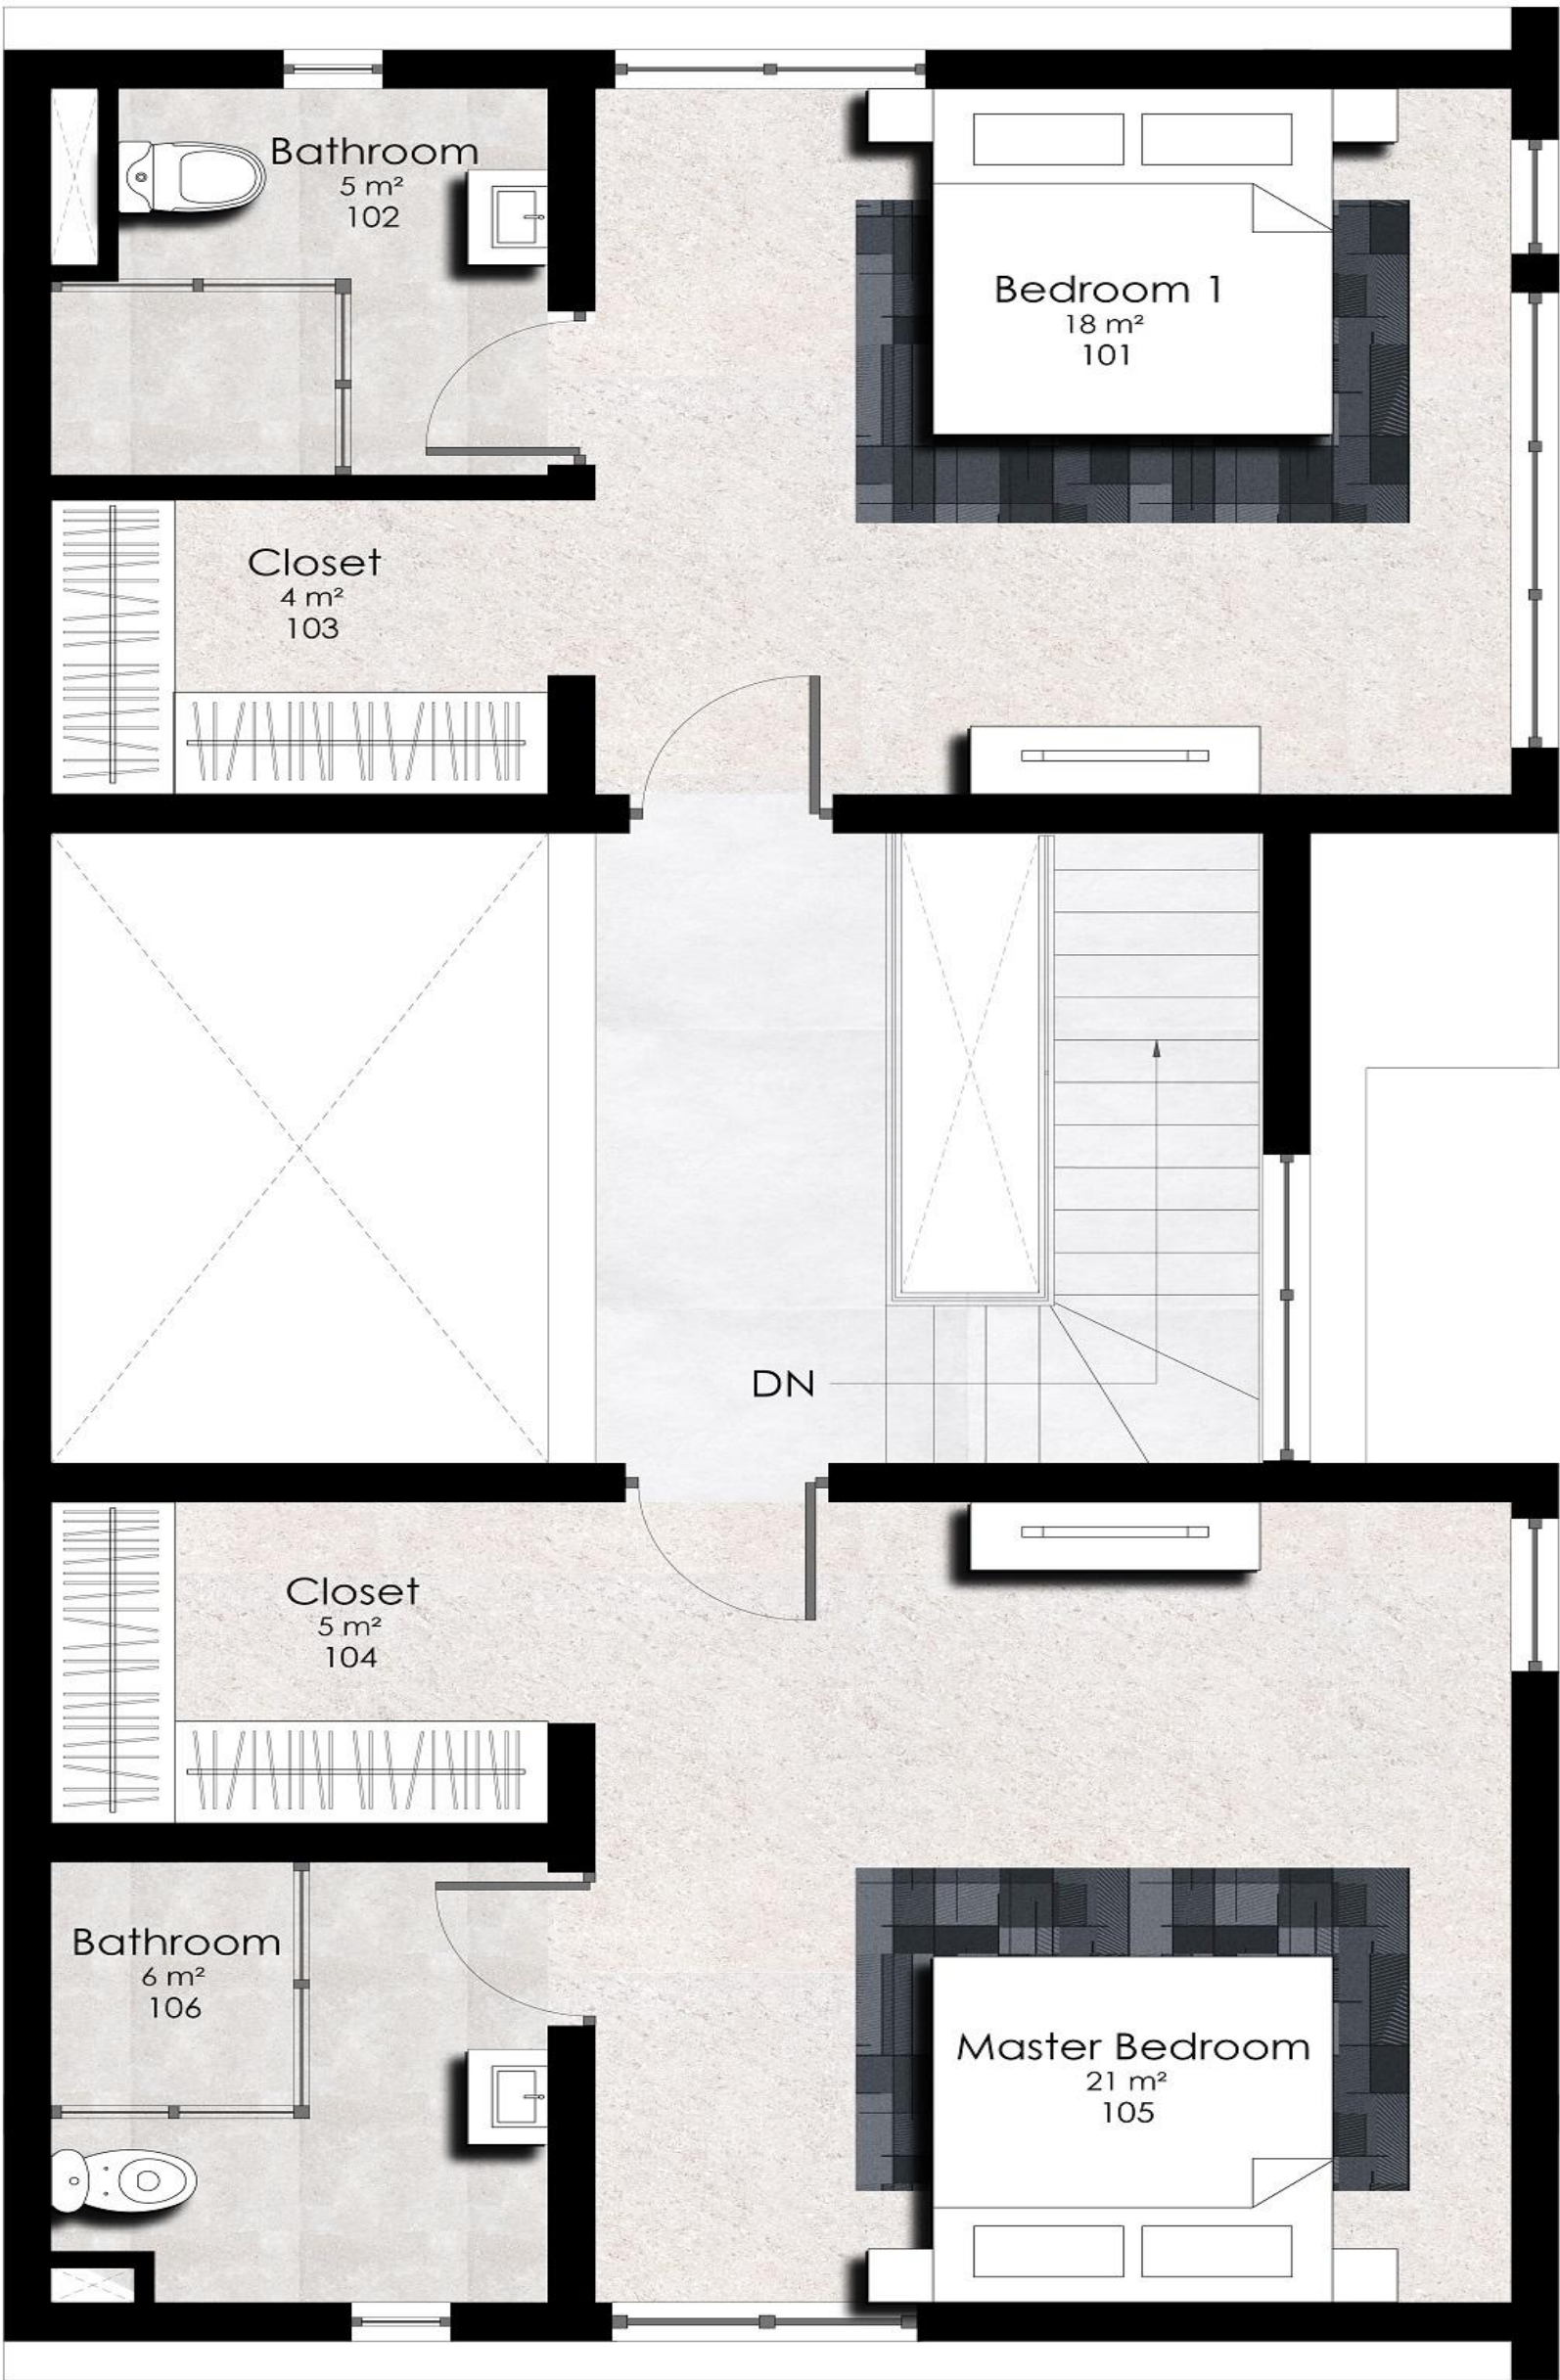 Bathroom
5 m²
102
Bedroom 1
18 m²
101
Closet
4 m²
103
DN
Closet
5 m²
104
Bathroom
6 m²
106
Master Bedroom
21 m²
105